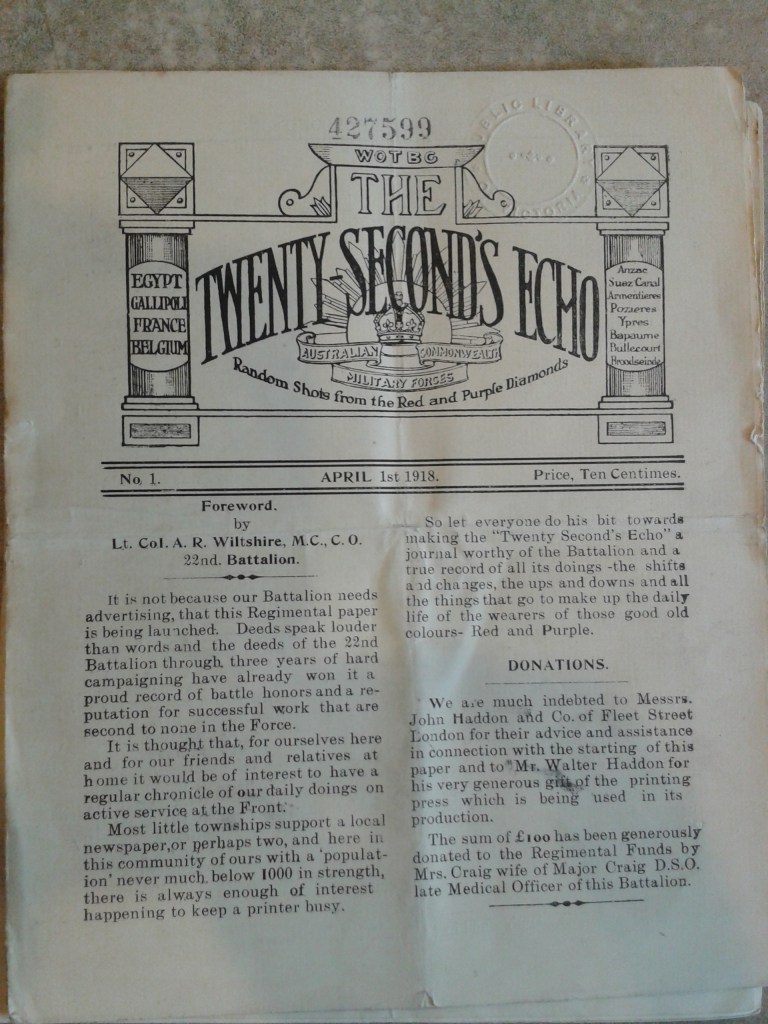 427599
PUBLIC LIBRARY
VICTORIA
WOTBG
THE
TWENTY-SECOND'S ECHO
EGYPT
GALLIPOLI
FRANCE
BELGIUM
Anzac
Suez Canal
Armentieres
Pozieres
Ypres
Bapaume
Bullecourt
Broodseinde
AUSTRALIAN COMMONWEALTH
MILITARY FORCES
Random Shots from the Red and Purple Diamonds
No. 1. APRIL 1st 1918. Price, Ten Centimes.
Foreword.
by
Lt. Col. A. R. Wiltshire, M.C., C. O.
22nd. Battalion.
It is not because our Battalion needs
advertising, that this Regimental paper
is being launched. Deeds speak louder
than words and the deeds of the 22nd
Battalion through, three years of hard
campaigning have already won it a
proud record of battle honors and a re-
putation for successful work that are
second to none in the Force.
It is thought that, for ourselves here
and for our friends and relatives at
home it would be of interest to have a
regular chronicle of our daily doings on
active service at the Front.
Most little townships support a local
newspaper, or perhaps two, and here in
this community of ours with a 'populat-
ion' never much below 1000 in strength,
there is always enough of interest
happening to keep a printer busy.
So let everyone do his bit towards
making the "Twenty Second's Echo" a
journal worthy of the Battalion and a
true record of all its doings -the shifts
and changes, the ups and downs and all
the things that go to make up the daily
life of the wearers of those good old
colours- Red and Purple.
DONATIONS.
We are much indebted to Messrs.
John Haddon and Co. of Fleet Street
London for their advice and assistance
in connection with the starting of this
paper and to Mr. Walter Haddon for
his very generous gift of the printing
press which is being used in its
production.
The sum of £100 has been generously
donated to the Regimental Funds by
Mrs. Craig wife of Major Craig D.S.O.
late Medical Officer of this Battalion.